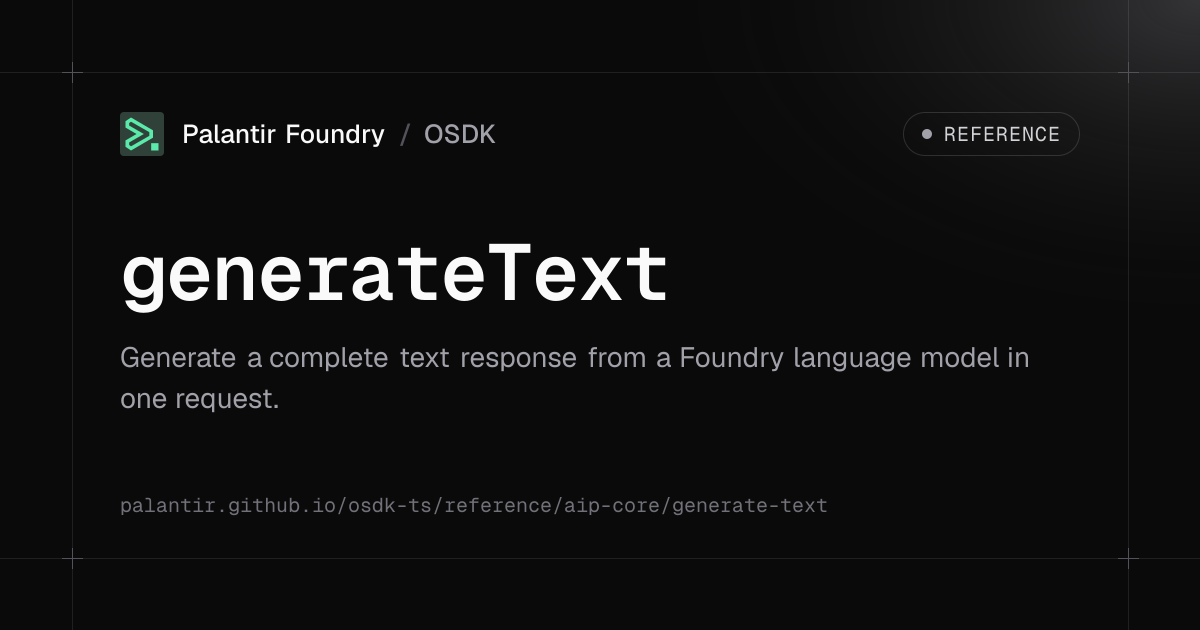 Palantir Foundry / OSDK
REFERENCE
generateText
Generate a complete text response from a Foundry language model in
one request.
palantir.github.io/osdk-ts/reference/aip-core/generate-text